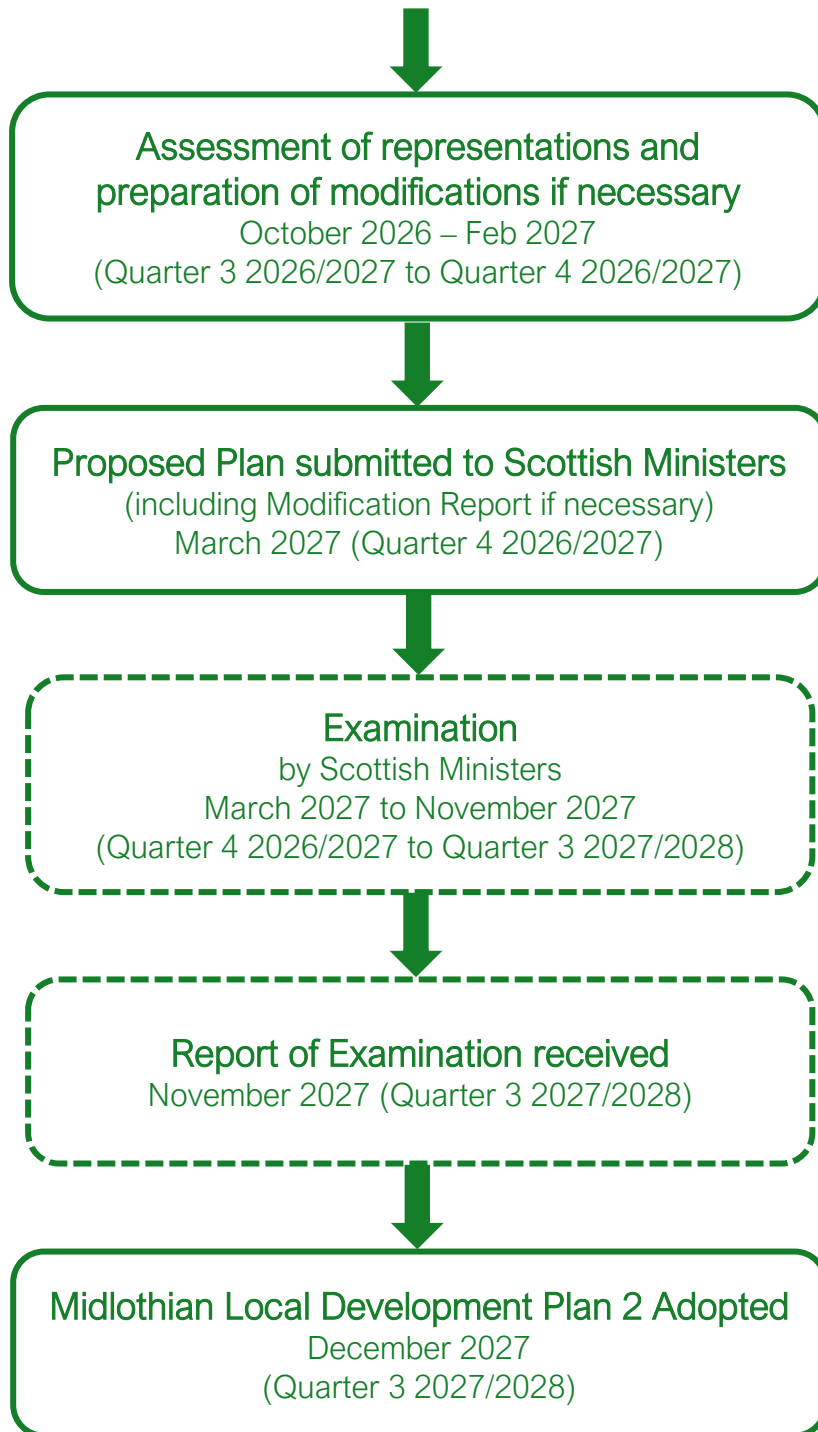 Assessment of representations and
preparation of modifications if necessary
October 2026 – Feb 2027
(Quarter 3 2026/2027 to Quarter 4 2026/2027)
Proposed Plan submitted to Scottish Ministers
(including Modification Report if necessary)
March 2027 (Quarter 4 2026/2027)
Examination
by Scottish Ministers
March 2027 to November 2027
(Quarter 4 2026/2027 to Quarter 3 2027/2028)
Report of Examination received
November 2027 (Quarter 3 2027/2028)
Midlothian Local Development Plan 2 Adopted
December 2027
(Quarter 3 2027/2028)